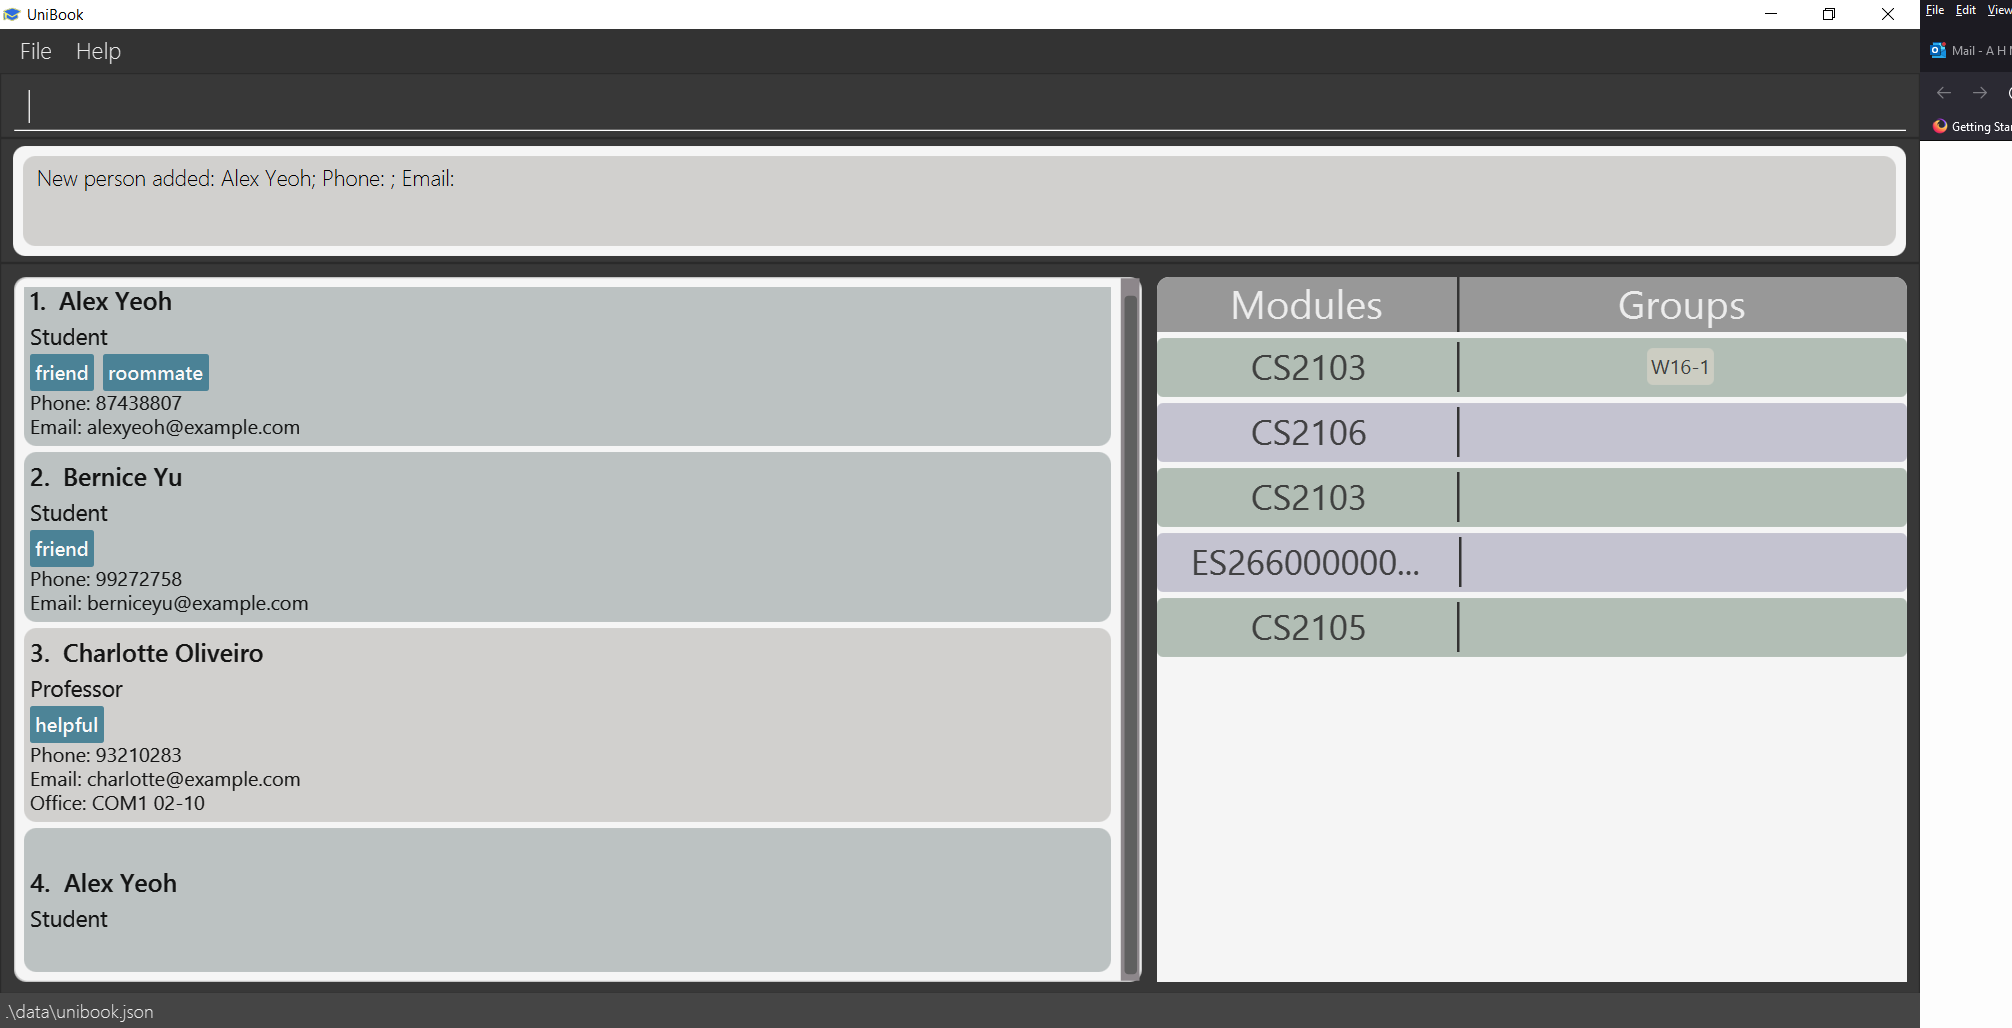 UniBook
File Help
New person added: Alex Yeoh; Phone: ; Email:
1. Alex Yeoh
Student
friend roommate
Phone: 87438807
Email: alexyeoh@example.com
2. Bernice Yu
Student
friend
Phone: 99272758
Email: berniceyu@example.com
3. Charlotte Oliveiro
Professor
helpful
Phone: 93210283
Email: charlotte@example.com
Office: COM1 02-10
4. Alex Yeoh
Student
Modules Groups
CS2103 W16-1
CS2106
CS2103
ES266000000...
CS2105
.\data\unibook.json
File Edit View
Mail - A H
Getting Star